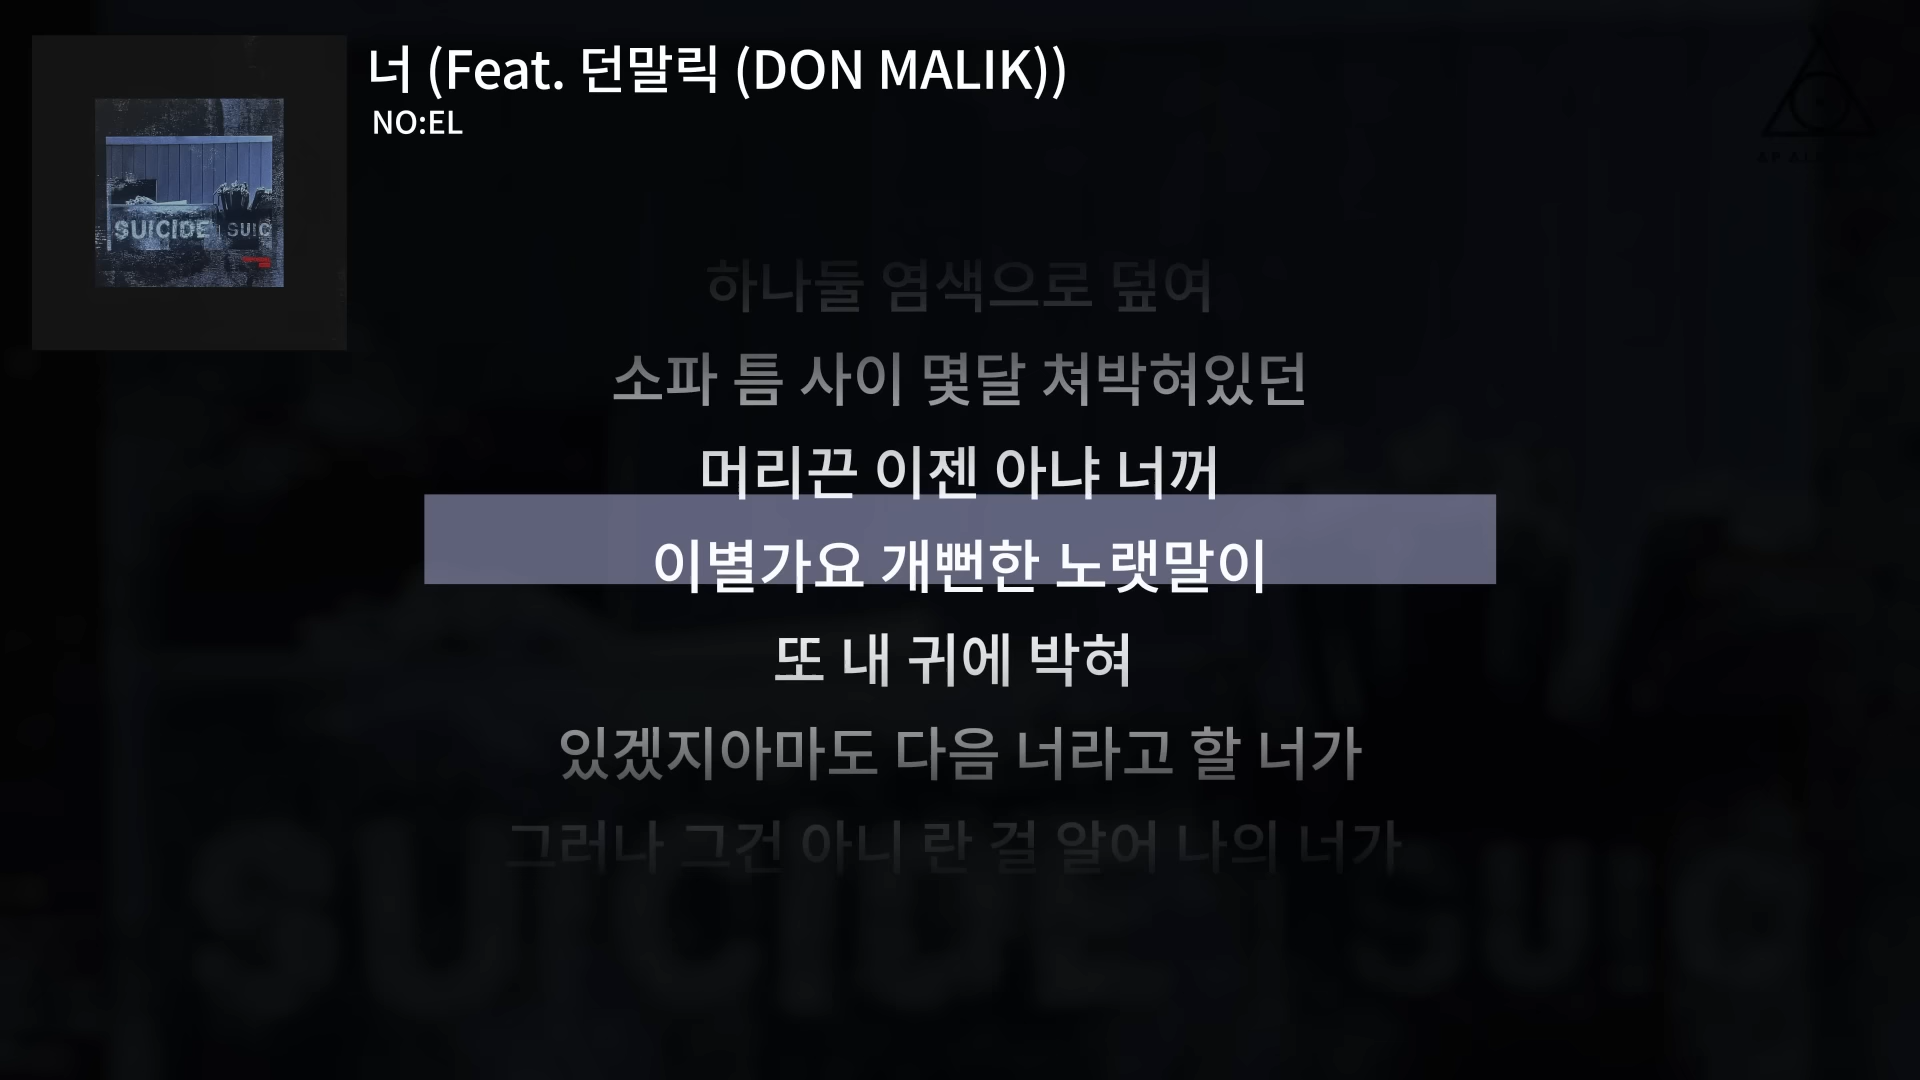 너 (Feat. 던말릭 (DON MALIK))
NO:EL
SUICIDE SUIC
하나둘 염색으로 덮여
소파 틈 사이 몇달 쳐박혀있던
머리끈 이젠 아냐 너꺼
이별가요 개뻔한 노랫말이
또 내 귀에 박혀
있겠지아마도 다음 너라고 할 너가
그러나 그건 아니 란 걸 알어 나의 너가
SUICIDE SUIC